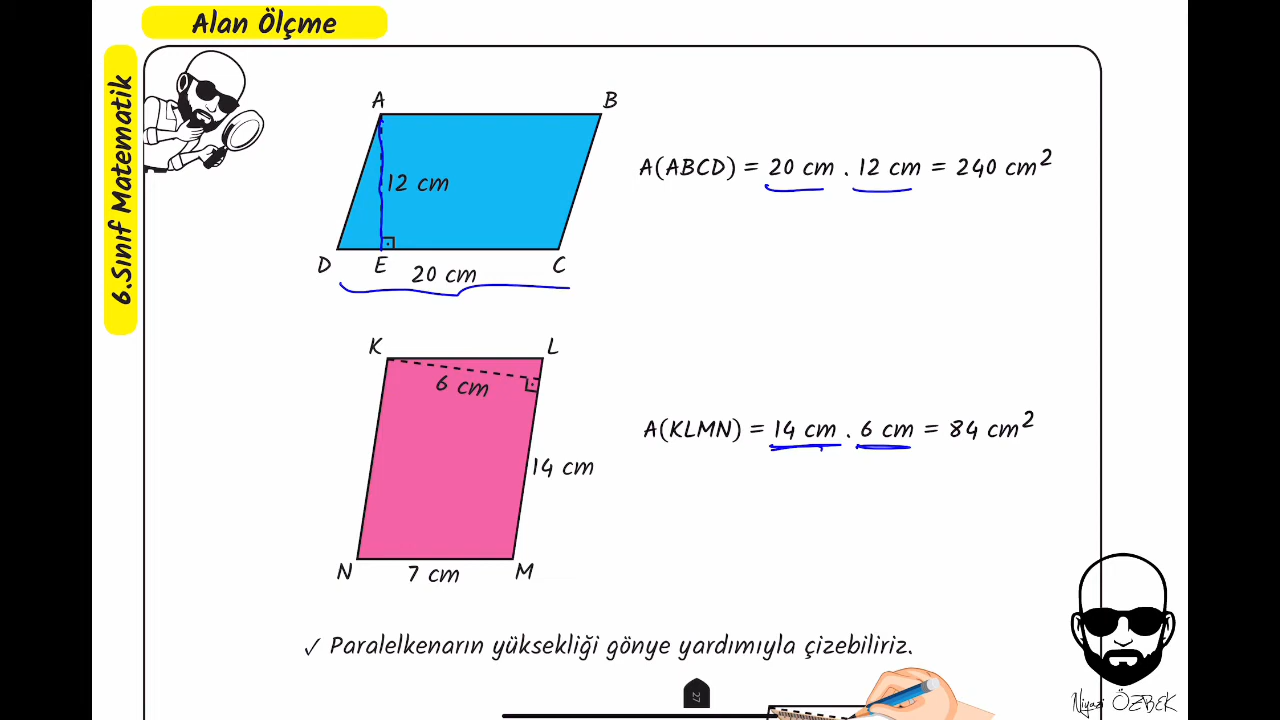 Alan Ölçme
6.Sınıf Matematik
A
B
12 cm
D
E
C
20 cm
A(ABCD) = 20 cm . 12 cm = 240 cm²
K
L
6 cm
14 cm
N
M
7 cm
A(KLMN) = 14 cm . 6 cm = 84 cm²
✓ Paralelkenarın yüksekliği gönye yardımıyla çizebiliriz.
27
Niyazi ÖZBEK